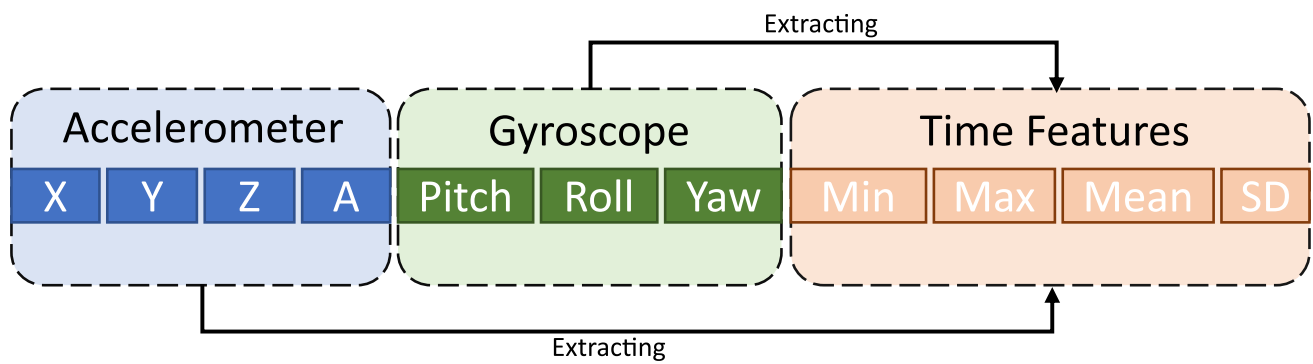 Extracting
Accelerometer
X Y Z A
Gyroscope
Pitch Roll Yaw
Time Features
Min Max Mean SD
Extracting